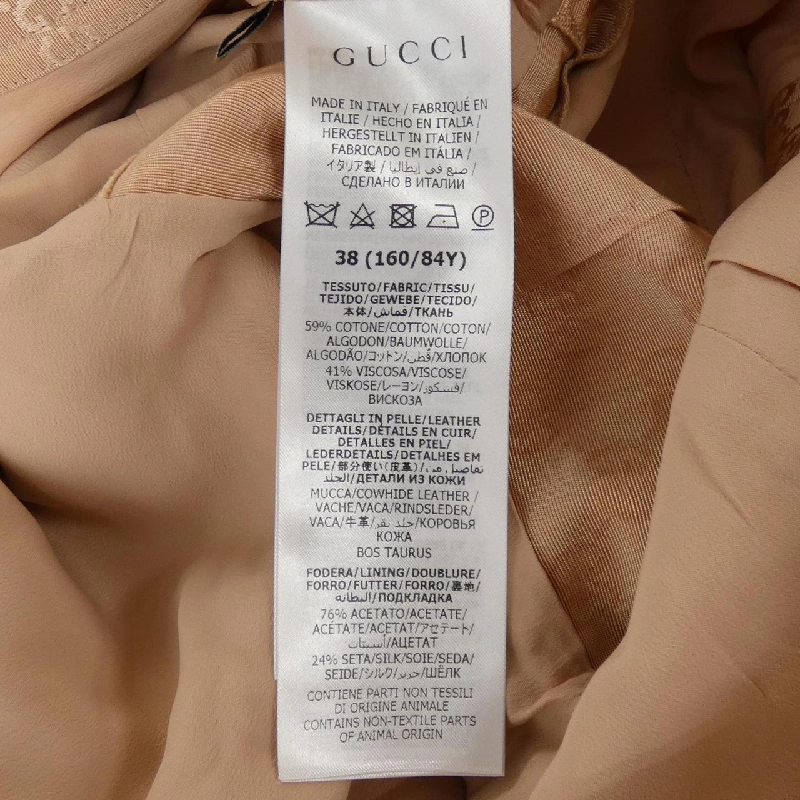 GUCCI
MADE IN ITALY / FABRIQUÉ EN
ITALIE / HECHO EN ITALIA /
HERGESTELLT IN ITALIEN /
FABRICADO EM ITÁLIA /
イタリア製 / صنع في إيطاليا /
СДЕЛАНО В ИТАЛИИ
P
38 (160/84Y)
TESSUTO/FABRIC/TISSU/
TEJIDO/GEWEBE/TECIDO/
本体/قماش/ТКАНЬ
59% COTONE/COTTON/COTON/
ALGODON/BAUMWOLLE/
ALGODÃO/コットン/قطن/ХЛОПОК
41% VISCOSA/VISCOSE/
VISKOSE/レーヨン/فسكوز/
ВИСКОЗА
DETTAGLI IN PELLE/LEATHER
DETAILS/DÉTAILS EN CUIR/
DETALLES EN PIEL/
LEDERDETAILS/DETALHES EM
PELE/部分使い(皮革)/تفاصيل من
الجلد/ДЕТАЛИ ИЗ КОЖИ
MUCCA/COWHIDE LEATHER /
VACHE/VACA/RINDSLEDER/
VACA/牛革/جلد بقر/КОРОВЬЯ
КОЖА
BOS TAURUS
FODERA/LINING/DOUBLURE/
FORRO/FUTTER/FORRO/裏地/
البطانة/ПОДКЛАДКА
76% ACETATO/ACETATE/
ACÉTATE/ACETAT/アセテート/
أسيتات/АЦЕТАТ
24% SETA/SILK/SOIE/SEDA/
SEIDE/シルク/حرير/ШЁЛК
CONTIENE PARTI NON TESSILI
DI ORIGINE ANIMALE
CONTAINS NON-TEXTILE PARTS
OF ANIMAL ORIGIN